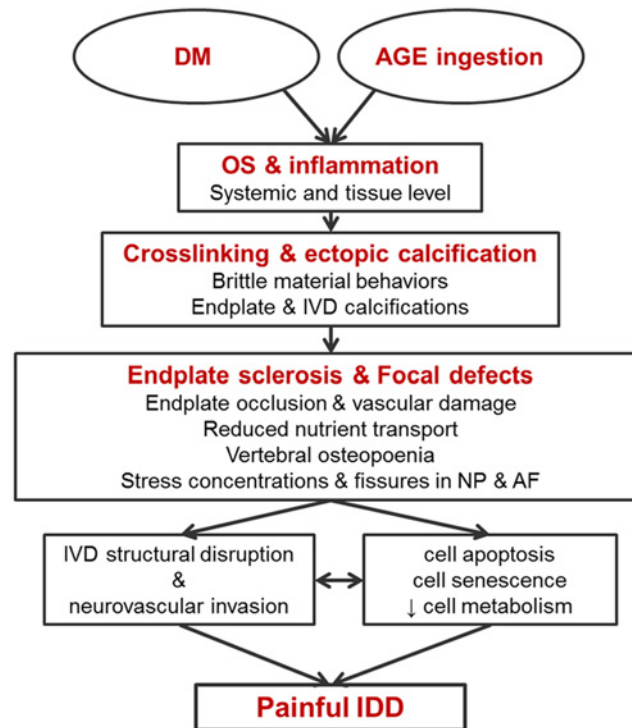 DM
AGE ingestion
OS & inflammation
Systemic and tissue level
Crosslinking & ectopic calcification
Brittle material behaviors
Endplate & IVD calcifications
Endplate sclerosis & Focal defects
Endplate occlusion & vascular damage
Reduced nutrient transport
Vertebral osteopoenia
Stress concentrations & fissures in NP & AF
IVD structural disruption
&
neurovascular invasion
cell apoptosis
cell senescence
↓ cell metabolism
Painful IDD